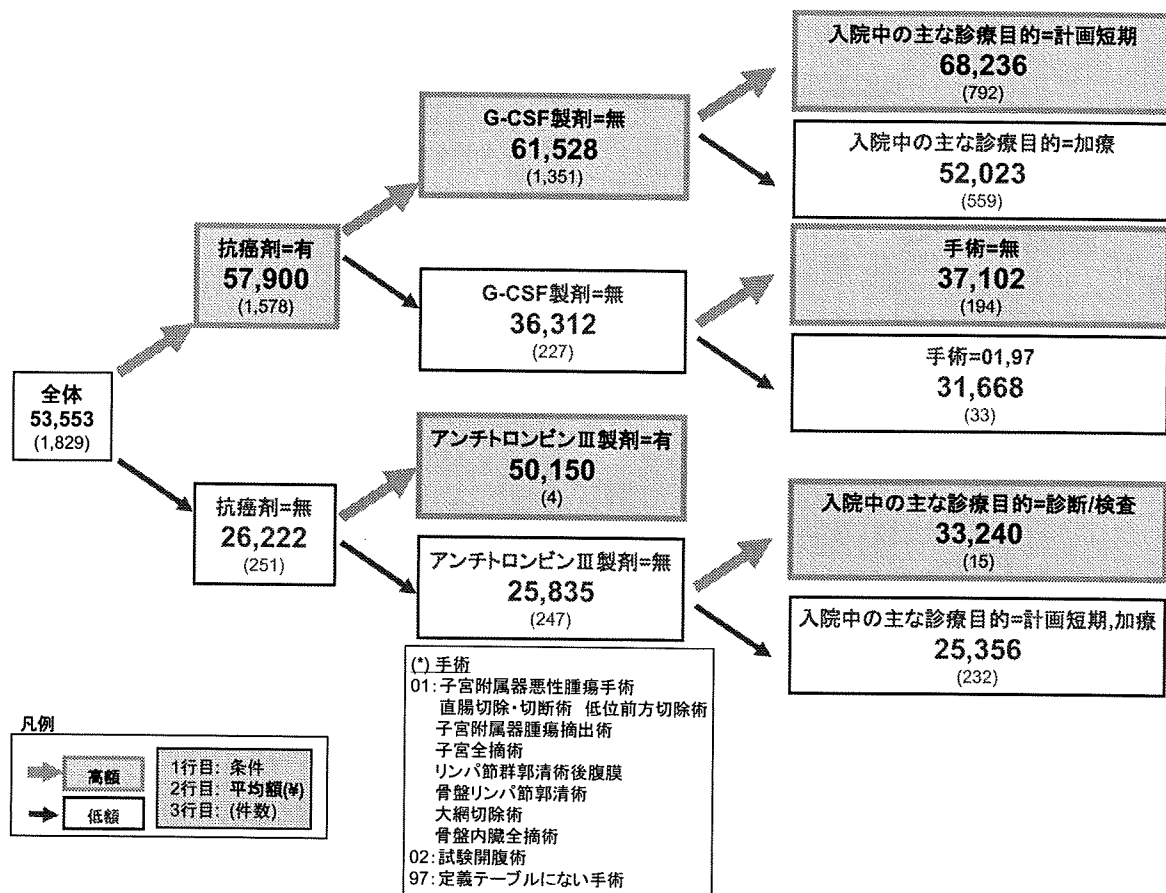 入院中の主な診療目的=計画短期
68,236
(792)
G-CSF製剤=無
61,528
(1,351)
入院中の主な診療目的=加療
52,023
(559)
抗癌剤=有
57,900
(1,578)
手術=無
37,102
(194)
G-CSF製剤=無
36,312
(227)
手術=01,97
31,668
(33)
全体
53,553
(1,829)
アンチトロンビンⅢ製剤=有
50,150
(4)
抗癌剤=無
26,222
(251)
入院中の主な診療目的=診断/検査
33,240
(15)
アンチトロンビンⅢ製剤=無
25,835
(247)
入院中の主な診療目的=計画短期,加療
25,356
(232)
(*) 手術
01:子宮附属器悪性腫瘍手術
直腸切除・切断術 低位前方切除術
子宮附属器腫瘍摘出術
子宮全摘術
リンパ節群郭清術後腹膜
骨盤リンパ節郭清術
大網切除術
骨盤内臓全摘術
02:試験開腹術
97:定義テーブルにない手術
凡例
高額
低額
1行目: 条件
2行目: 平均額(¥)
3行目: (件数)